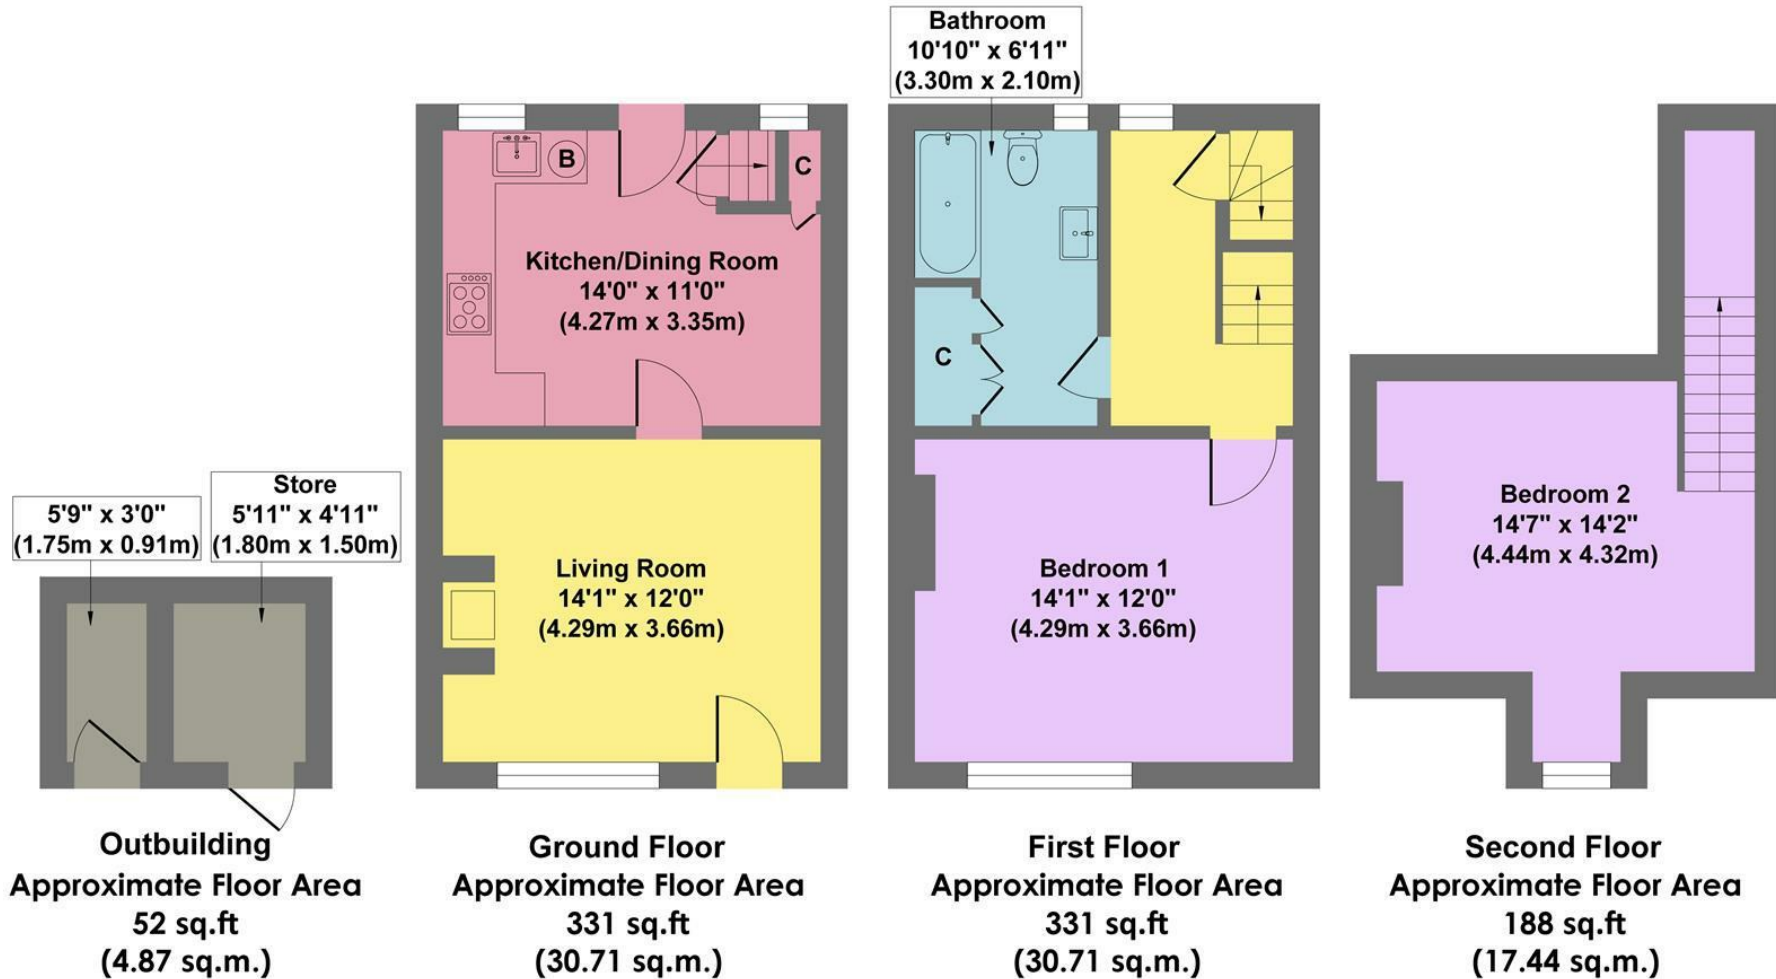 Bathroom
10'10" x 6'11"
(3.30m x 2.10m)
B
C
Kitchen/Dining Room
14'0" x 11'0"
(4.27m x 3.35m)
C
5'9" x 3'0"
(1.75m x 0.91m)
Store
5'11" x 4'11"
(1.80m x 1.50m)
Living Room
14'1" x 12'0"
(4.29m x 3.66m)
Bedroom 1
14'1" x 12'0"
(4.29m x 3.66m)
Bedroom 2
14'7" x 14'2"
(4.44m x 4.32m)
Outbuilding
Approximate Floor Area
52 sq.ft
(4.87 sq.m.)
Ground Floor
Approximate Floor Area
331 sq.ft
(30.71 sq.m.)
First Floor
Approximate Floor Area
331 sq.ft
(30.71 sq.m.)
Second Floor
Approximate Floor Area
188 sq.ft
(17.44 sq.m.)